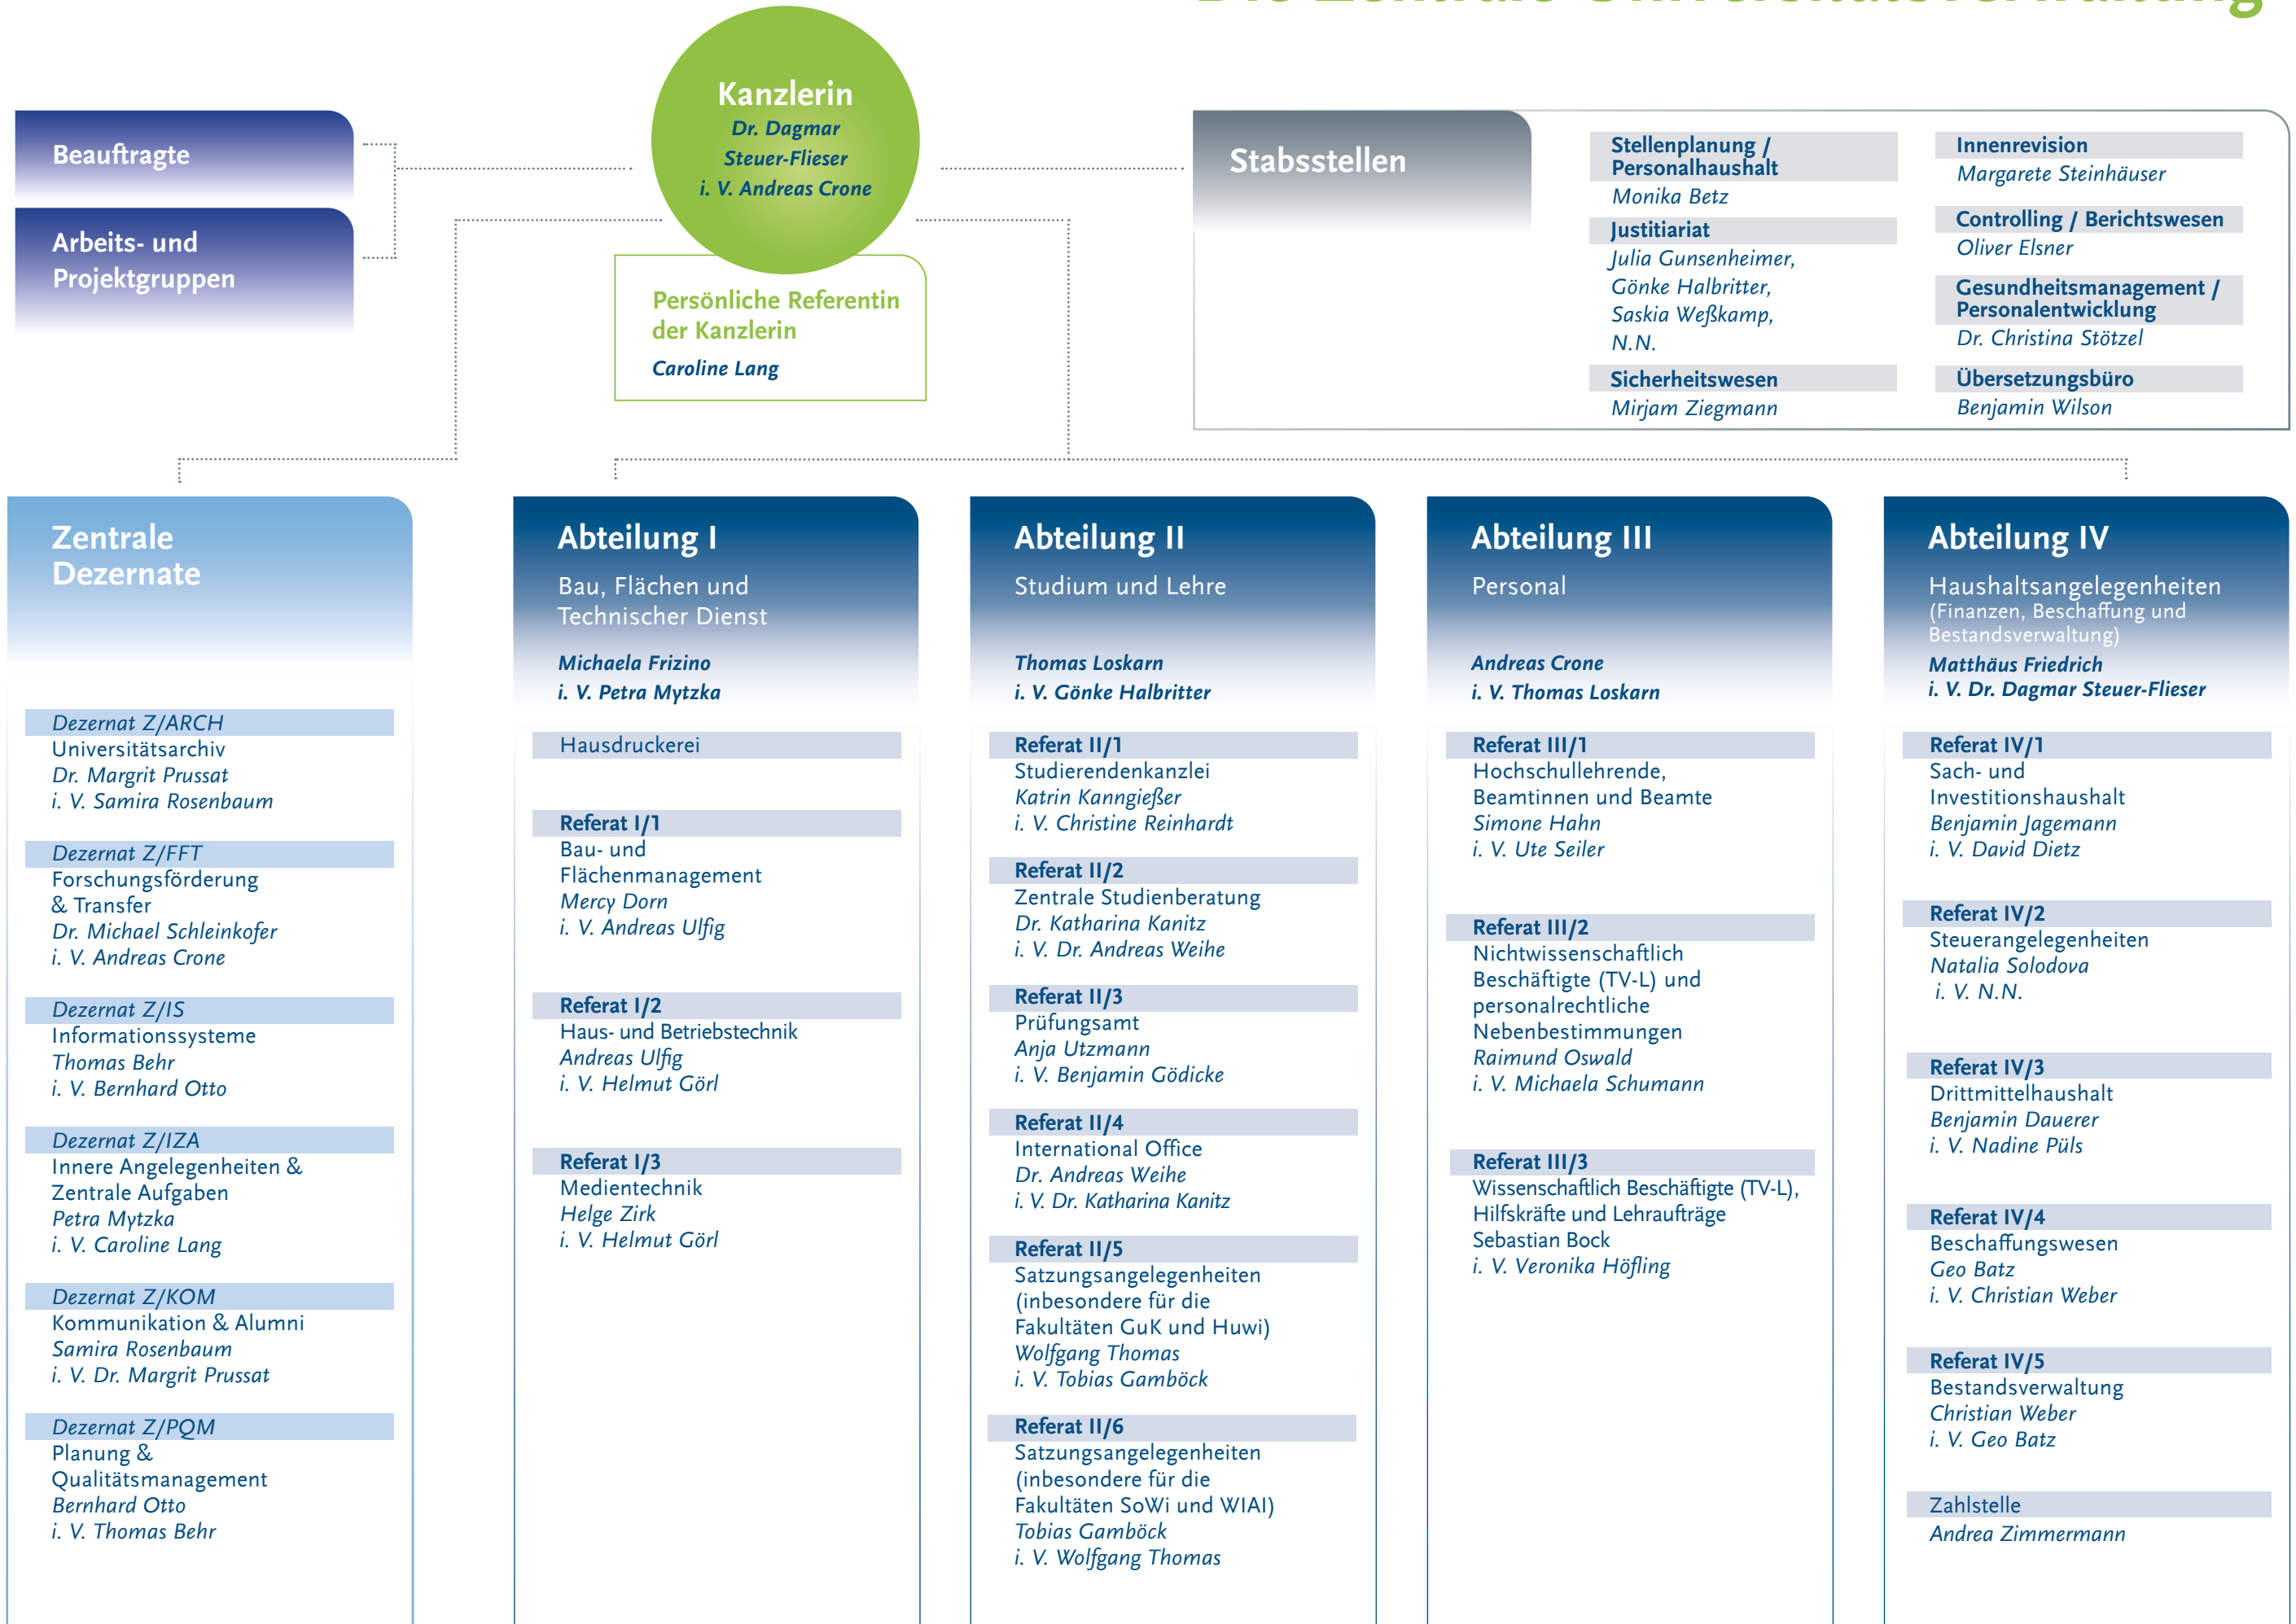 Die Zentrale Universitätsverwaltung
Kanzlerin
Dr. Dagmar
Steuer-Flieser
i. V. Andreas Crone
Beauftragte
Arbeits- und
Projektgruppen
Persönliche Referentin
der Kanzlerin
Caroline Lang
Stabsstellen
Stellenplanung /
Personalhaushalt
Monika Betz
Justitiariat
Julia Gunsenheimer,
Gönke Halbritter,
Saskia Weßkamp,
N.N.
Sicherheitswesen
Mirjam Ziegmann
Innenrevision
Margarete Steinhäuser
Controlling / Berichtswesen
Oliver Elsner
Gesundheitsmanagement /
Personalentwicklung
Dr. Christina Stötzel
Übersetzungsbüro
Benjamin Wilson
Zentrale
Dezernate
Dezernat Z/ARCH
Universitätsarchiv
Dr. Margrit Prussat
i. V. Samira Rosenbaum
Dezernat Z/FFT
Forschungsförderung
& Transfer
Dr. Michael Schleinkofer
i. V. Andreas Crone
Dezernat Z/IS
Informationssysteme
Thomas Behr
i. V. Bernhard Otto
Dezernat Z/IZA
Innere Angelegenheiten &
Zentrale Aufgaben
Petra Mytzka
i. V. Caroline Lang
Dezernat Z/KOM
Kommunikation & Alumni
Samira Rosenbaum
i. V. Dr. Margrit Prussat
Dezernat Z/PQM
Planung &
Qualitätsmanagement
Bernhard Otto
i. V. Thomas Behr
Abteilung I
Bau, Flächen und
Technischer Dienst
Michaela Frizino
i. V. Petra Mytzka
Hausdruckerei
Referat I/1
Bau- und
Flächenmanagement
Mercy Dorn
i. V. Andreas Ulfig
Referat I/2
Haus- und Betriebstechnik
Andreas Ulfig
i. V. Helmut Görl
Referat I/3
Medientechnik
Helge Zirk
i. V. Helmut Görl
Abteilung II
Studium und Lehre
Thomas Loskarn
i. V. Gönke Halbritter
Referat II/1
Studierendenkanzlei
Katrin Kanngießer
i. V. Christine Reinhardt
Referat II/2
Zentrale Studienberatung
Dr. Katharina Kanitz
i. V. Dr. Andreas Weihe
Referat II/3
Prüfungsamt
Anja Utzmann
i. V. Benjamin Gödicke
Referat II/4
International Office
Dr. Andreas Weihe
i. V. Dr. Katharina Kanitz
Referat II/5
Satzungsangelegenheiten
(inbesondere für die
Fakultäten GuK und Huwi)
Wolfgang Thomas
i. V. Tobias Gamböck
Referat II/6
Satzungsangelegenheiten
(inbesondere für die
Fakultäten SoWi und WIAI)
Tobias Gamböck
i. V. Wolfgang Thomas
Abteilung III
Personal
Andreas Crone
i. V. Thomas Loskarn
Referat III/1
Hochschullehrende,
Beamtinnen und Beamte
Simone Hahn
i. V. Ute Seiler
Referat III/2
Nichtwissenschaftlich
Beschäftigte (TV-L) und
personalrechtliche
Nebenbestimmungen
Raimund Oswald
i. V. Michaela Schumann
Referat III/3
Wissenschaftlich Beschäftigte (TV-L),
Hilfskräfte und Lehraufträge
Sebastian Bock
i. V. Veronika Höfling
Abteilung IV
Haushaltsangelegenheiten
(Finanzen, Beschaffung und
Bestandsverwaltung)
Matthäus Friedrich
i. V. Dr. Dagmar Steuer-Flieser
Referat IV/1
Sach- und
Investitionshaushalt
Benjamin Jagemann
i. V. David Dietz
Referat IV/2
Steuerangelegenheiten
Natalia Solodova
i. V. N.N.
Referat IV/3
Drittmittelhaushalt
Benjamin Dauerer
i. V. Nadine Püls
Referat IV/4
Beschaffungswesen
Geo Batz
i. V. Christian Weber
Referat IV/5
Bestandsverwaltung
Christian Weber
i. V. Geo Batz
Zahlstelle
Andrea Zimmermann